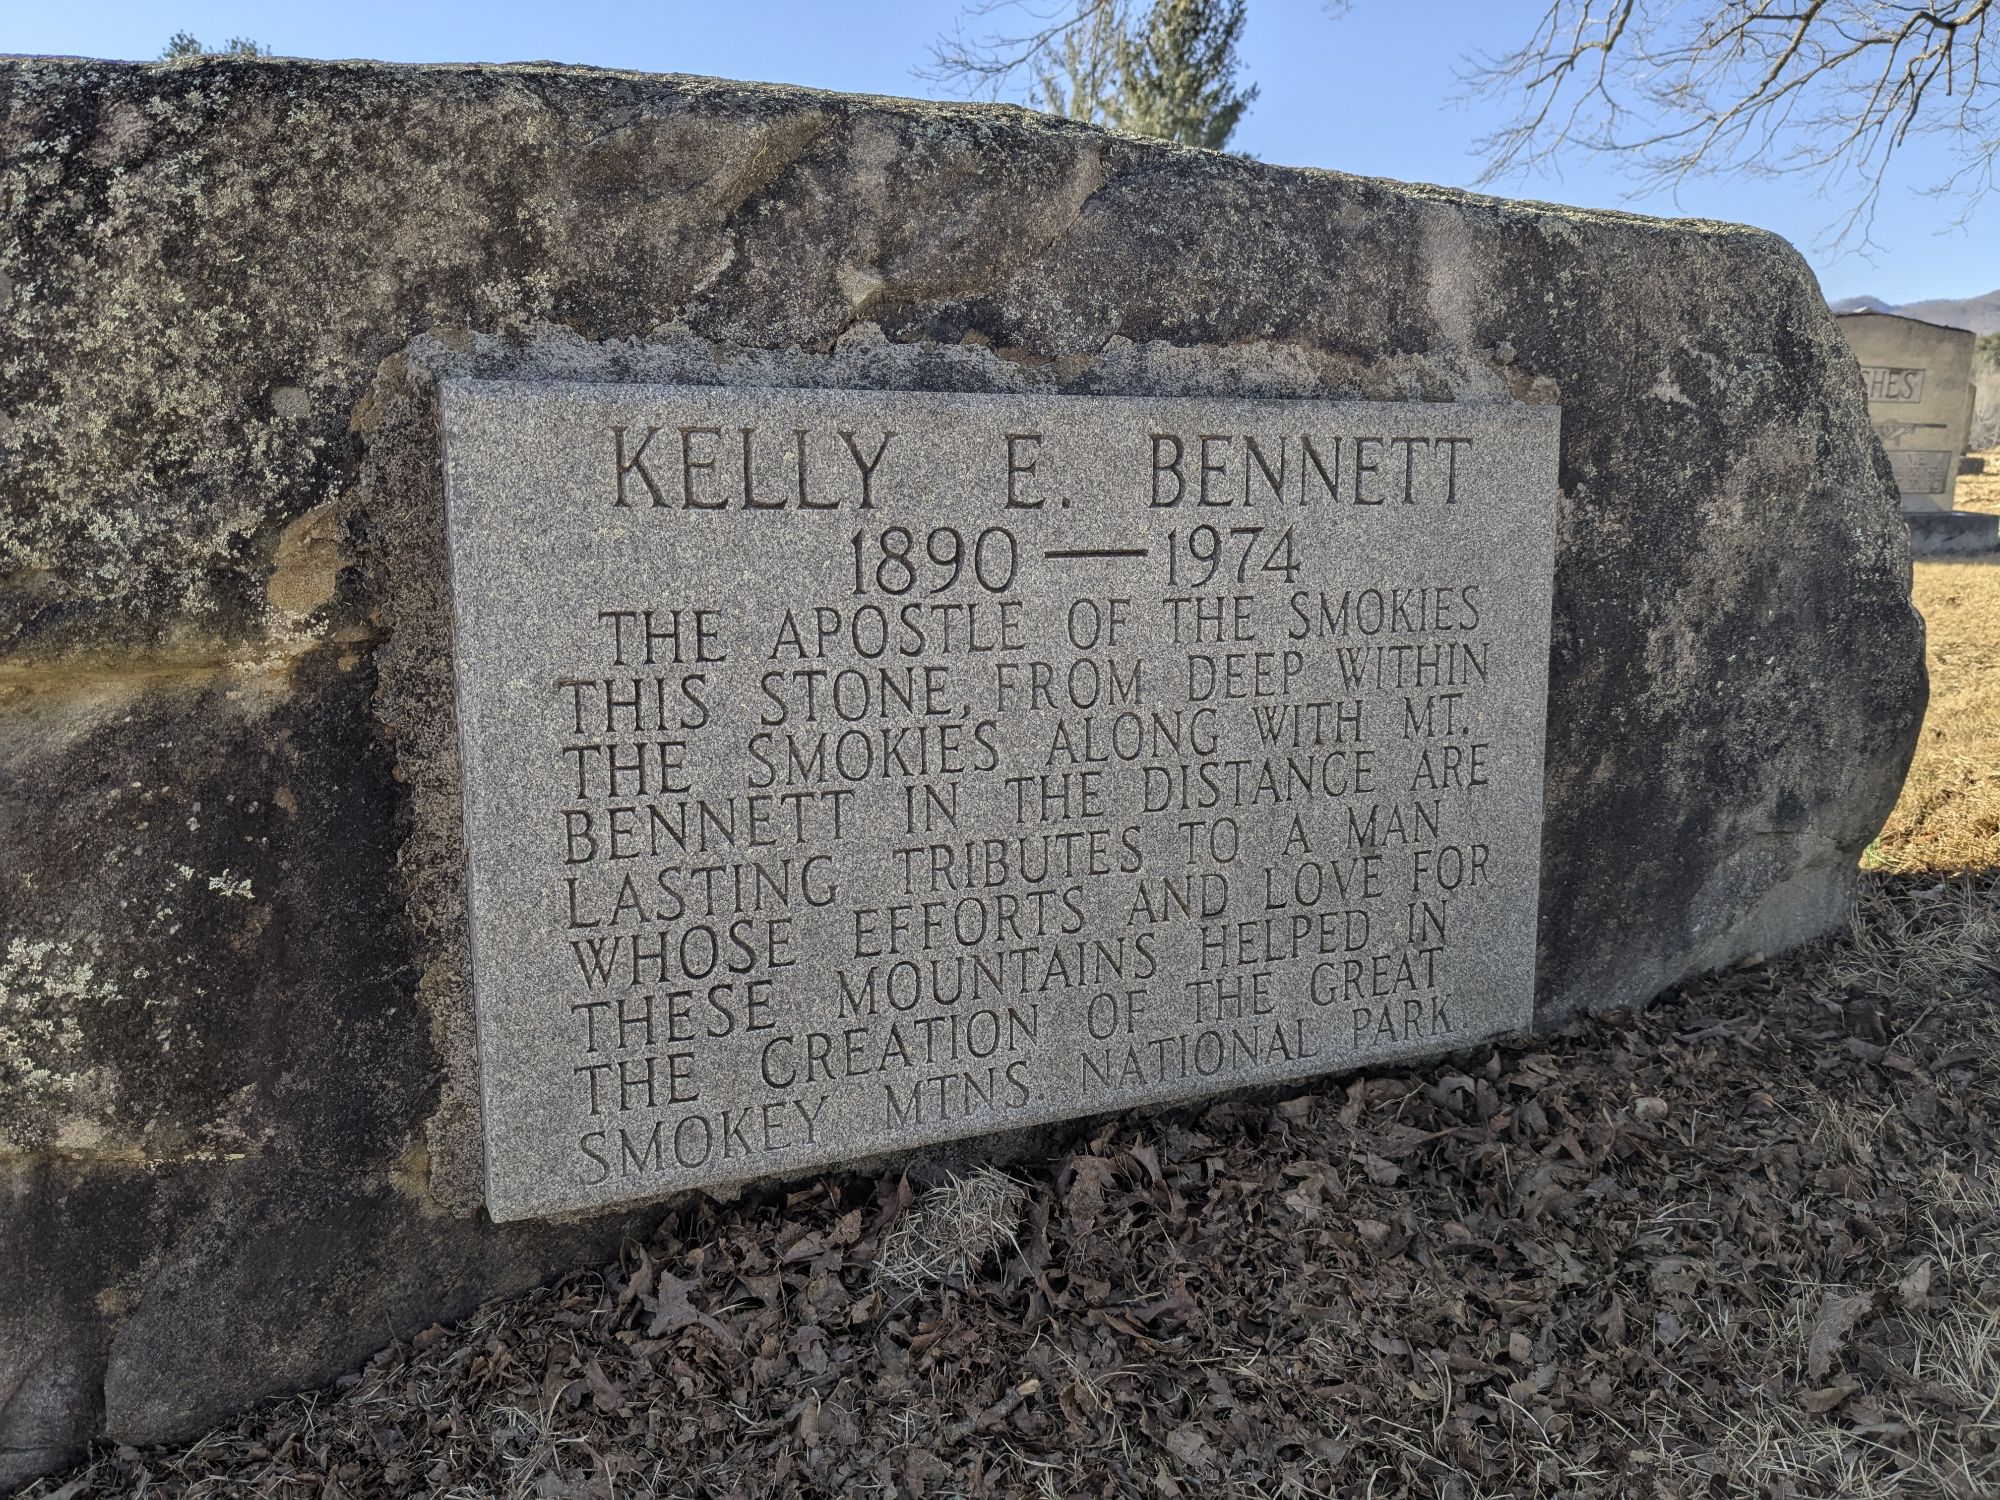 KELLY E. BENNETT
1890 — 1974
THE APOSTLE OF THE SMOKIES
THIS STONE, FROM DEEP WITHIN
THE SMOKIES ALONG WITH MT.
BENNETT IN THE DISTANCE ARE
LASTING TRIBUTES TO A MAN
WHOSE EFFORTS AND LOVE FOR
THESE MOUNTAINS HELPED IN
THE CREATION OF THE GREAT
SMOKEY MTNS. NATIONAL PARK.